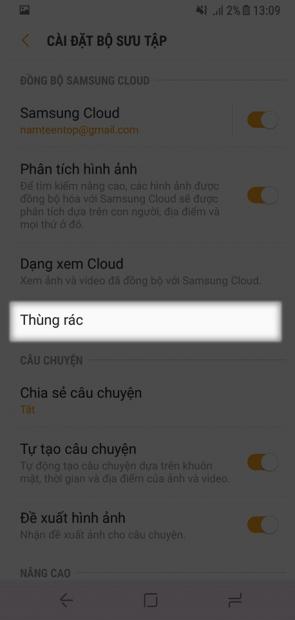 2% 13:09
CÀI ĐẶT BỘ SƯU TẬP
ĐỒNG BỘ SAMSUNG CLOUD
Samsung Cloud
namteentop@gmail.com
Phân tích hình ảnh
Để tìm kiếm nâng cao, các hình ảnh được
đồng bộ hóa với Samsung Cloud sẽ được
phân tích dựa trên con người, địa điểm và
mọi thứ ở đó.
Dạng xem Cloud
Xem ảnh và video đã đồng bộ với Samsung Cloud.
Thùng rác
CÂU CHUYỆN
Chia sẻ câu chuyện
Tắt
Tự tạo câu chuyện
Tự động tạo câu chuyện dựa trên khuôn
mặt, thời gian và địa điểm của ảnh và video.
Đề xuất hình ảnh
Nhận đề xuất ảnh cho câu chuyện.
NÂNG CAO